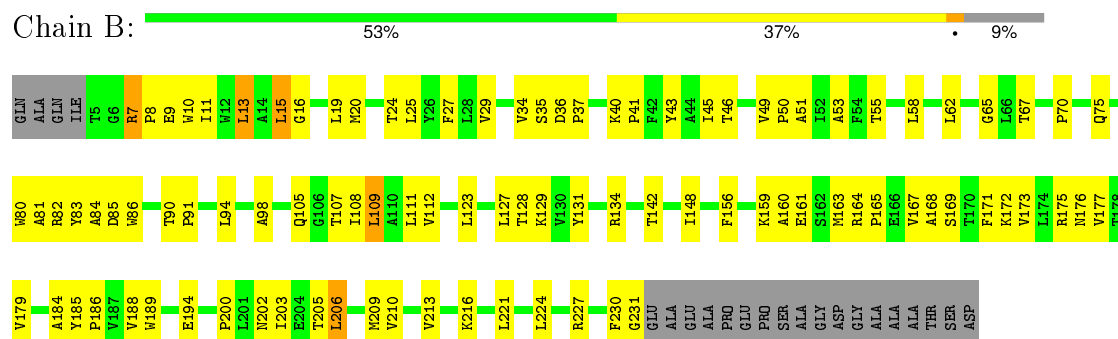 Chain B:
53% 37% • 9%
GLN ALA GLN ILE T5 G6 R7 P8 E9 W10 I11 W12 L13 A14 L15 G16 L19 M20 T24 L25 Y26 F27 L28 V29 V34 S35 D36 P37 K40 P41 F42 Y43 A44 I45 T46 V49 P50 A51 I52 A53 F54 T55 L58 L62 G65 L66 T67 P70 Q75
W80 A81 R82 Y83 A84 D85 W86 T90 P91 L94 A98 Q105 G106 T107 I108 L109 A110 L111 V112 L123 L127 T128 K129 V130 Y131 R134 T142 I148 F156 K159 A160 E161 S162 M163 R164 P165 E166 V167 A168 S169 T170 F171 K172 V173 L174 R175 N176 V177 T178
V179 A184 Y185 P186 V187 V188 W189 E194 P200 L201 N202 I203 E204 T205 L206 M209 V210 V213 K216 L221 L224 R227 F230 G231 GLU ALA GLU ALA PRO GLU PRO SER ALA GLY ASP GLY ALA ALA ALA THR SER ASP